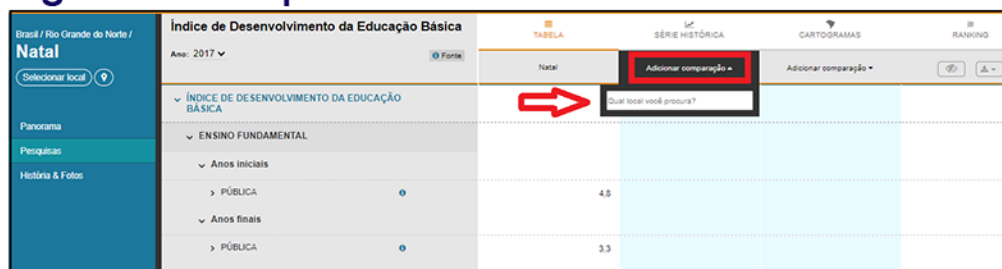 Brasil / Rio Grande do Norte /
Natal
Selecionar local
Panorama
Pesquisas
História & Fotos
Índice de Desenvolvimento da Educação Básica
Ano: 2017
Fonte
TABELA
SÉRIE HISTÓRICA
CARTOGRAMAS
RANKING
Natal
Adicionar comparação
Adicionar comparação
Qual local você procura?
ÍNDICE DE DESENVOLVIMENTO DA EDUCAÇÃO
BÁSICA
ENSINO FUNDAMENTAL
Anos iniciais
PÚBLICA
4,8
Anos finais
PÚBLICA
3,3